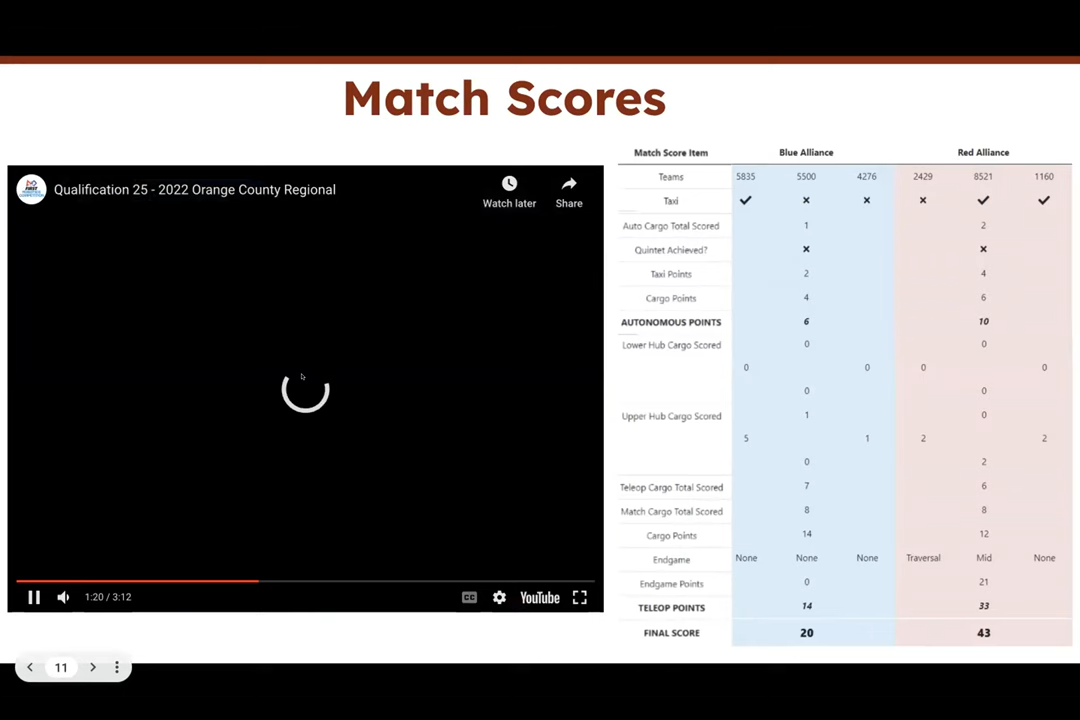 Match Scores
FIRST
Qualification 25 - 2022 Orange County Regional
Watch later
Share
1:20 / 3:12
CC
YouTube
11
Match Score Item Blue Alliance Red Alliance
Teams 5835 5500 4276 2429 8521 1160
Taxi ✔ × × × ✔ ✔
Auto Cargo Total Scored 1 2
Quintet Achieved? × ×
Taxi Points 2 4
Cargo Points 4 6
AUTONOMOUS POINTS 6 10
Lower Hub Cargo Scored 0 0
0 0 0 0
0 0
Upper Hub Cargo Scored 1 0
5 1 2 2
0 2
Teleop Cargo Total Scored 7 6
Match Cargo Total Scored 8 8
Cargo Points 14 12
Endgame None None None Traversal Mid None
Endgame Points 0 21
TELEOP POINTS 14 33
FINAL SCORE 20 43